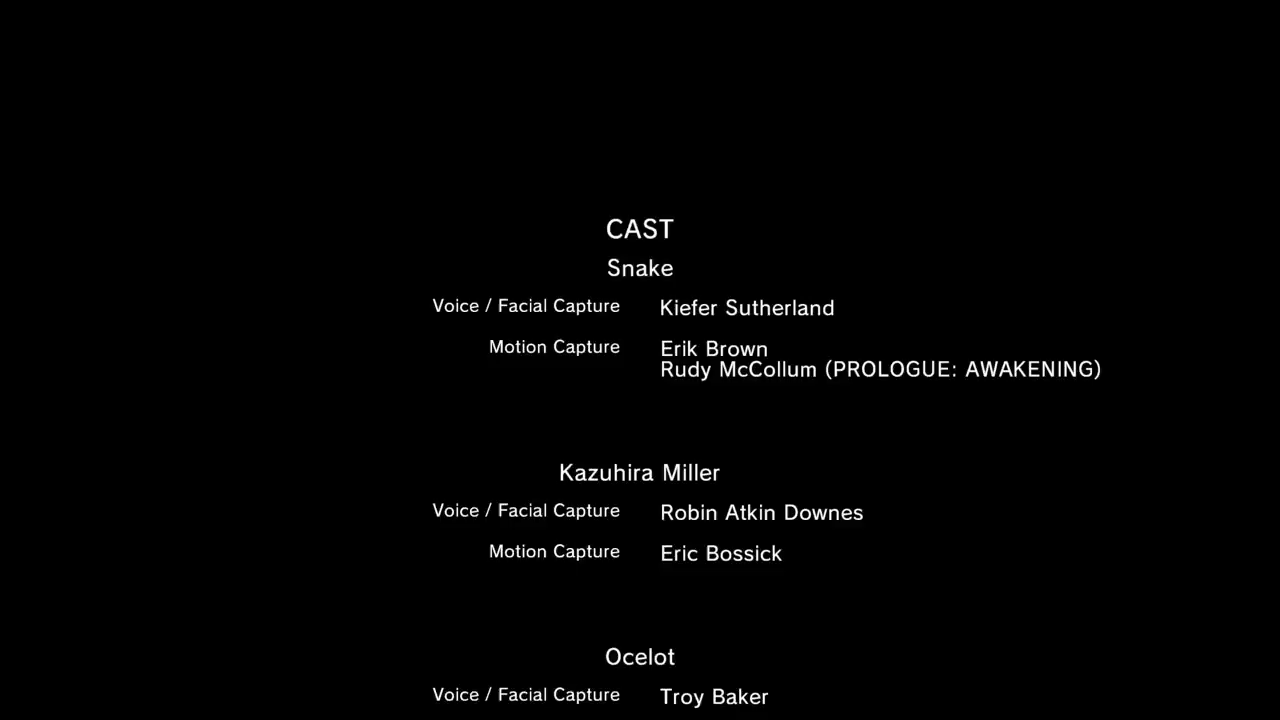 CAST
Snake
Voice / Facial Capture Kiefer Sutherland
Motion Capture Erik Brown
Rudy McCollum (PROLOGUE: AWAKENING)
Kazuhira Miller
Voice / Facial Capture Robin Atkin Downes
Motion Capture Eric Bossick
Ocelot
Voice / Facial Capture Troy Baker